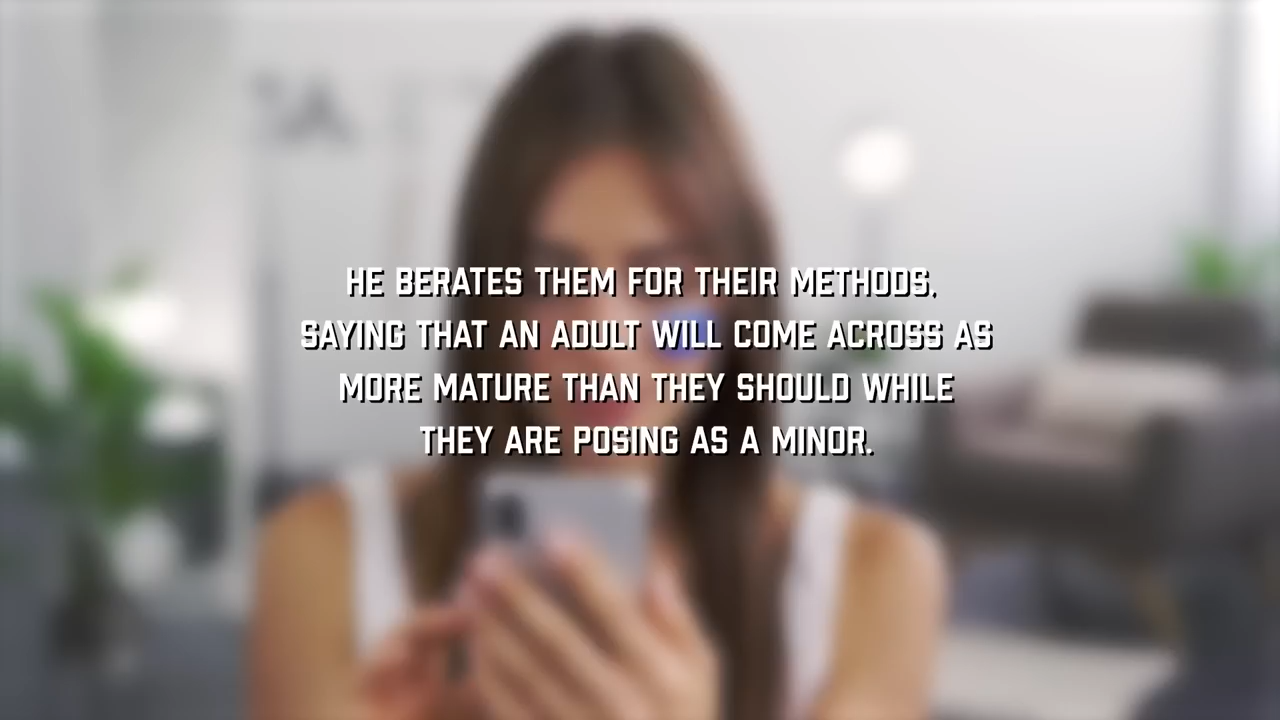 HE BERATES THEM FOR THEIR METHODS,
SAYING THAT AN ADULT WILL COME ACROSS AS
MORE MATURE THAN THEY SHOULD WHILE
THEY ARE POSING AS A MINOR.